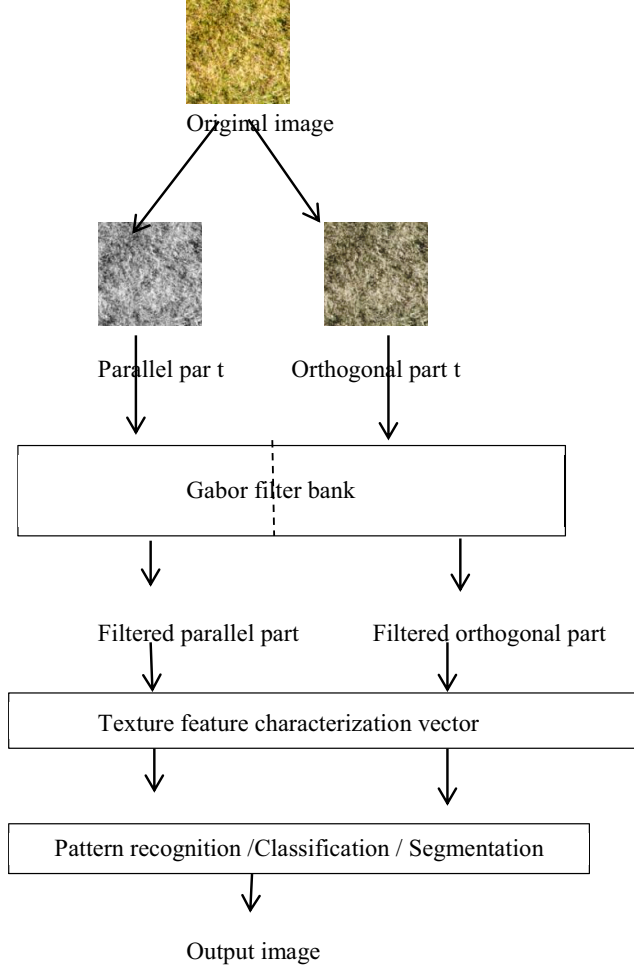 Original image
Parallel par t
Orthogonal part t
Gabor filter bank
Filtered parallel part
Filtered orthogonal part
Texture feature characterization vector
Pattern recognition /Classification / Segmentation
Output image